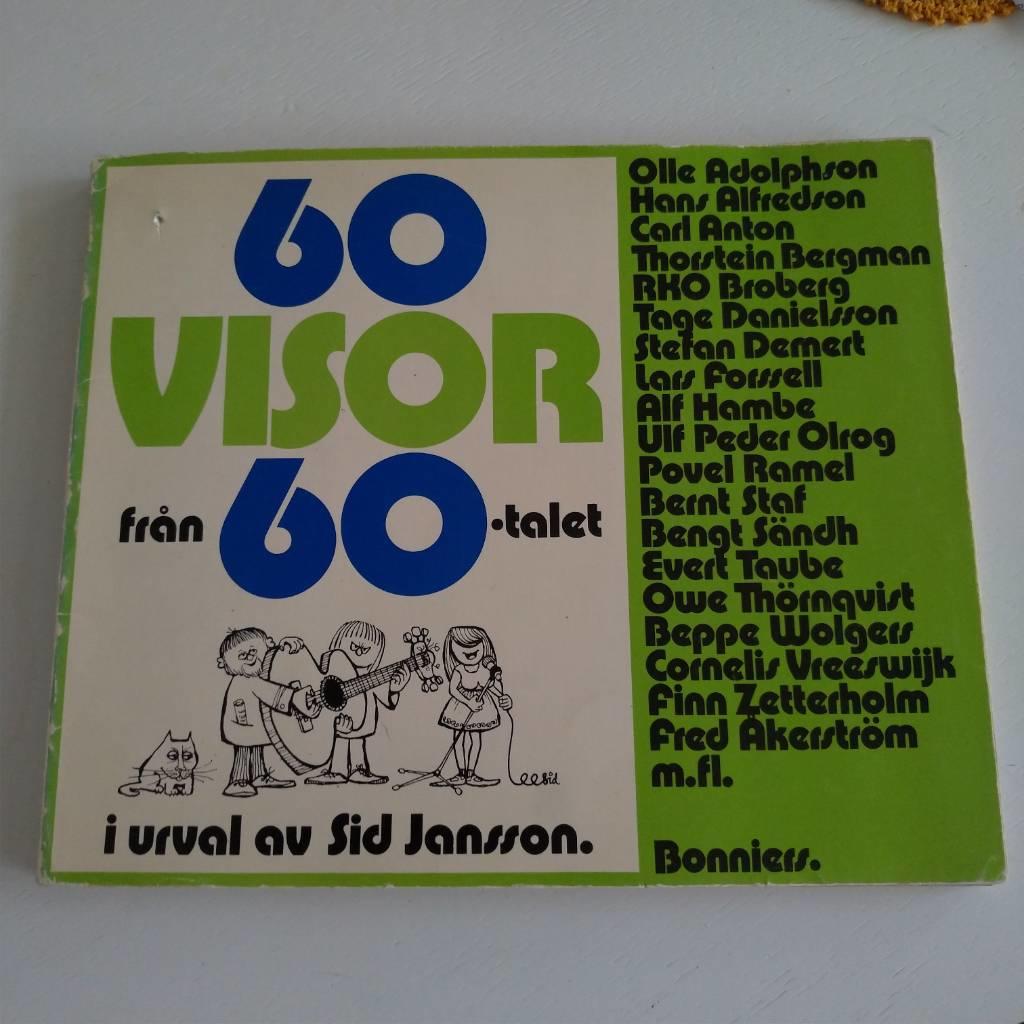 60
VISOR
från 60-talet
sid
i urval av Sid Jansson.
Olle Adolphson
Hans Alfredson
Carl Anton
Thorstein Bergman
RKO Broberg
Tage Danielsson
Stefan Demert
Lars Forssell
Alf Hambe
Ulf Peder Olrog
Povel Ramel
Bernt Staf
Bengt Sändh
Evert Taube
Owe Thörnqvist
Beppe Wolgers
Cornelis Vreeswijk
Finn Zetterholm
Fred Åkerström
m.fl.
Bonniers.